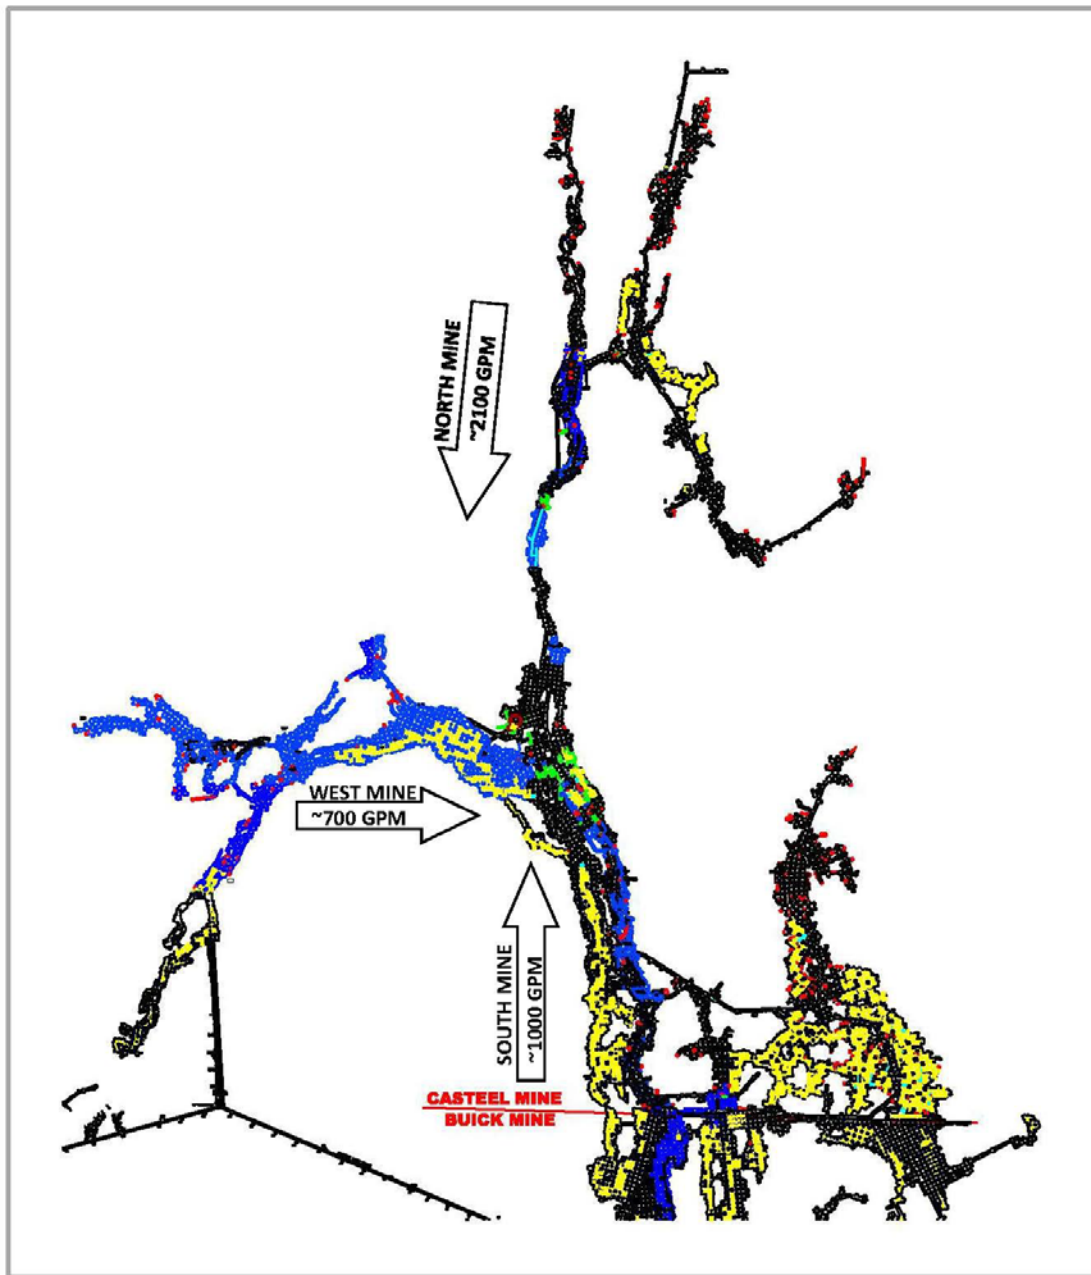 NORTH MINE
~2100 GPM
WEST MINE
~700 GPM
SOUTH MINE
~1000 GPM
CASTEEL MINE
BUICK MINE